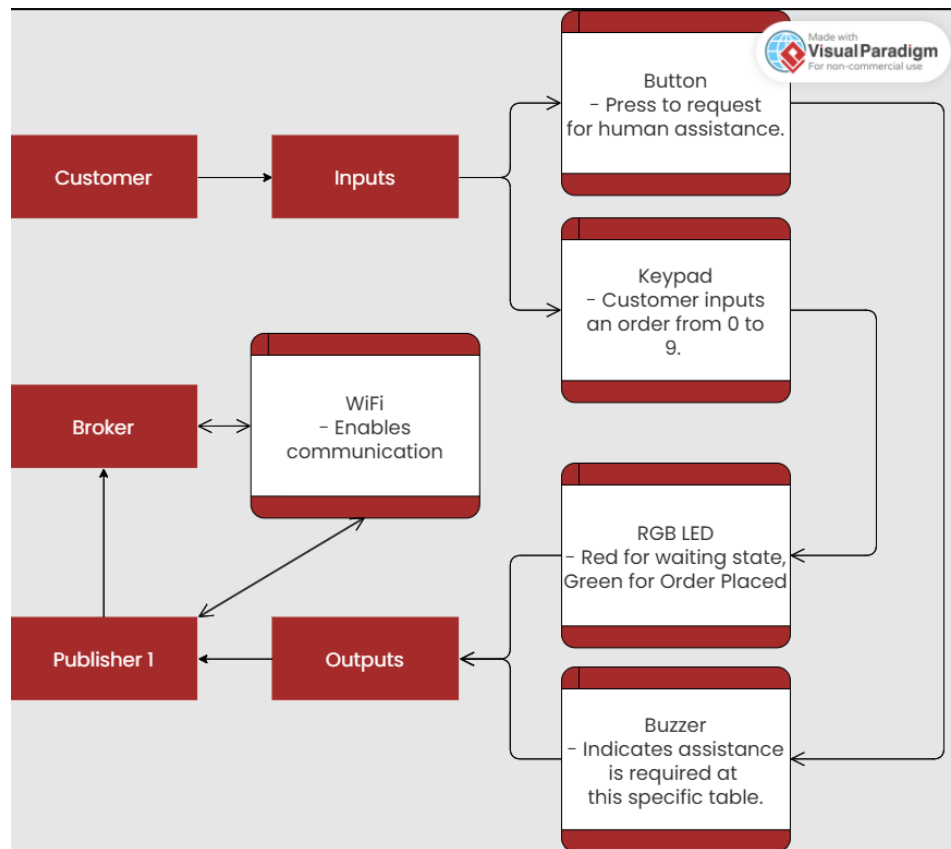 Made with
Visual Paradigm
For non-commercial use
Button
- Press to request
for human assistance.
Customer
Inputs
Keypad
- Customer inputs
an order from 0 to
9.
Broker
WiFi
- Enables
communication
RGB LED
- Red for waiting state,
Green for Order Placed
Publisher 1
Outputs
Buzzer
- Indicates assistance
is required at
this specific table.